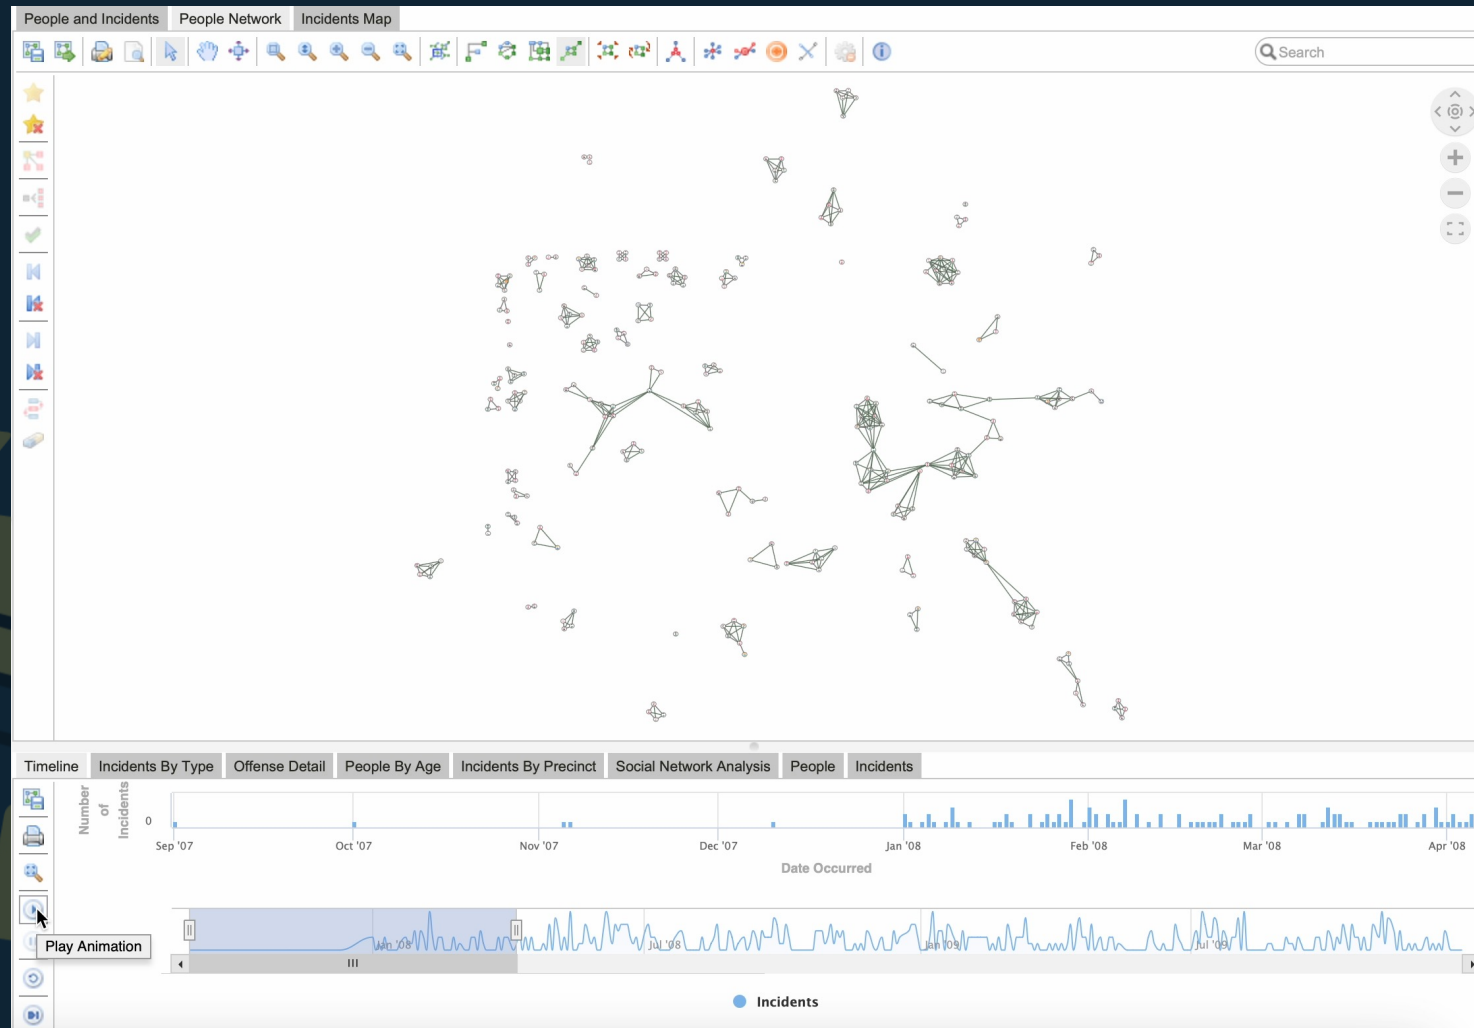 People and Incidents People Network Incidents Map
Search
Timeline Incidents By Type Offense Detail People By Age Incidents By Precinct Social Network Analysis People Incidents
Number of Incidents
0
Sep '07 Oct '07 Nov '07 Dec '07 Jan '08 Feb '08 Mar '08 Apr '08
Date Occurred
Jan '08 Jul '08 Jan '09 Jul '09
Play Animation
Incidents